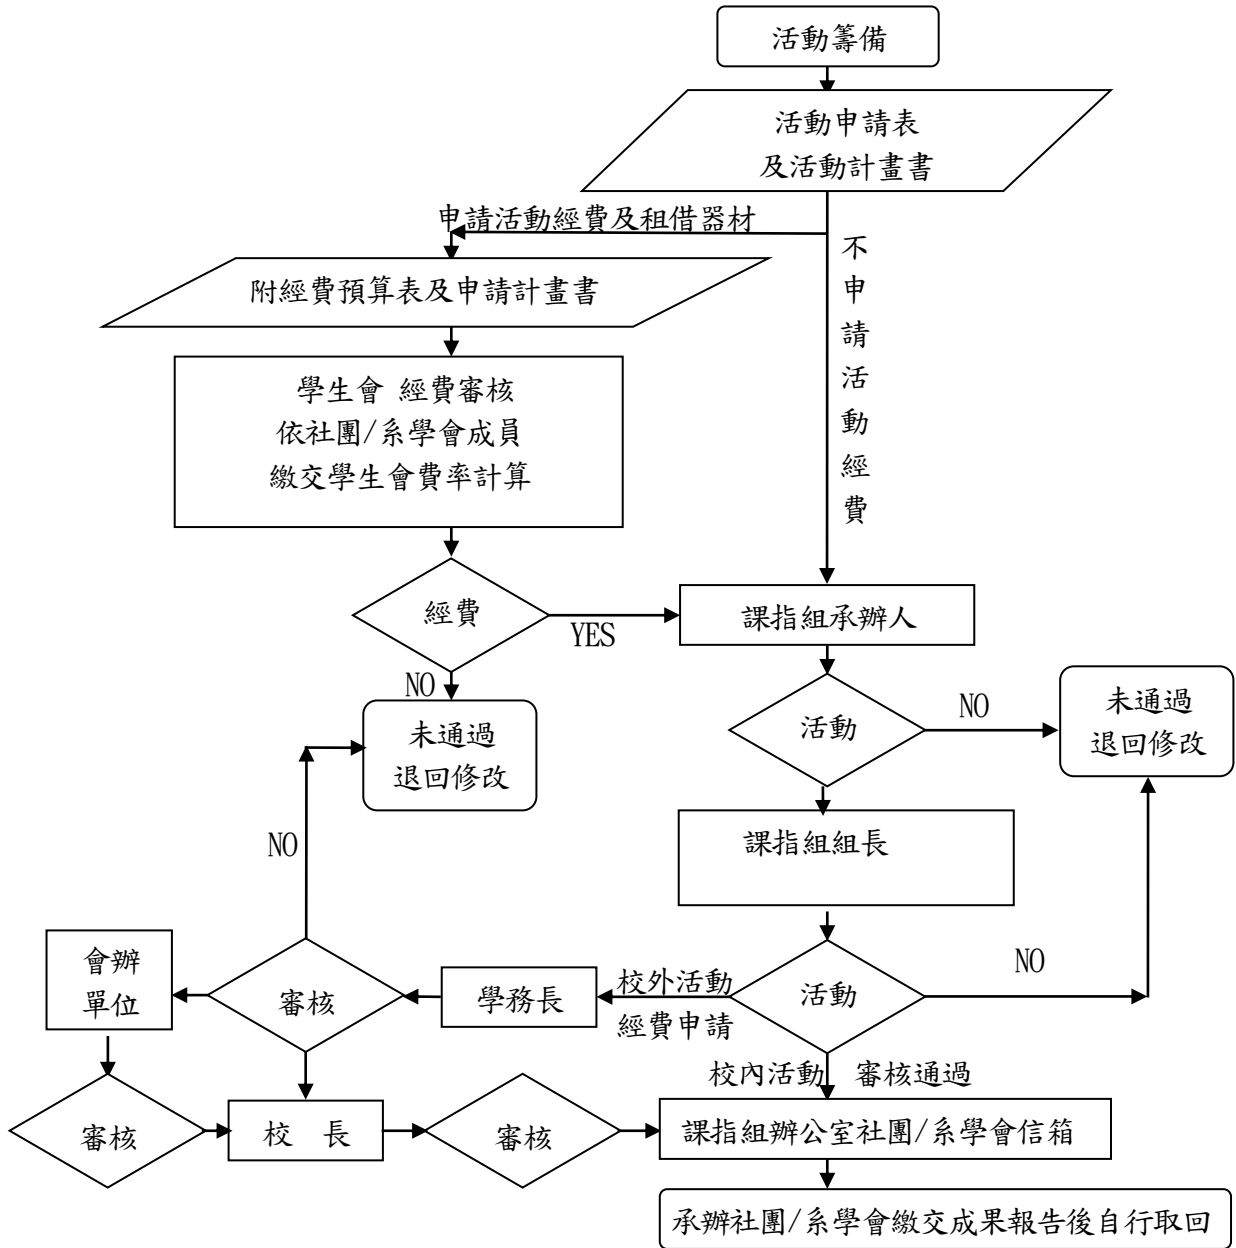 活動籌備
活動申請表
及活動計畫書
申請活動經費及租借器材
不申請活動經費
附經費預算表及申請計畫書
學生會 經費審核
依社團/系學會成員
繳交學生會費率計算
經費
YES
課指組承辦人
NO
未通過
退回修改
活動
NO
未通過
退回修改
課指組組長
NO
會辦
單位
審核
學務長
校外活動
經費申請
活動
NO
校內活動
審核通過
審核
校 長
審核
課指組辦公室社團/系學會信箱
承辦社團/系學會繳交成果報告後自行取回